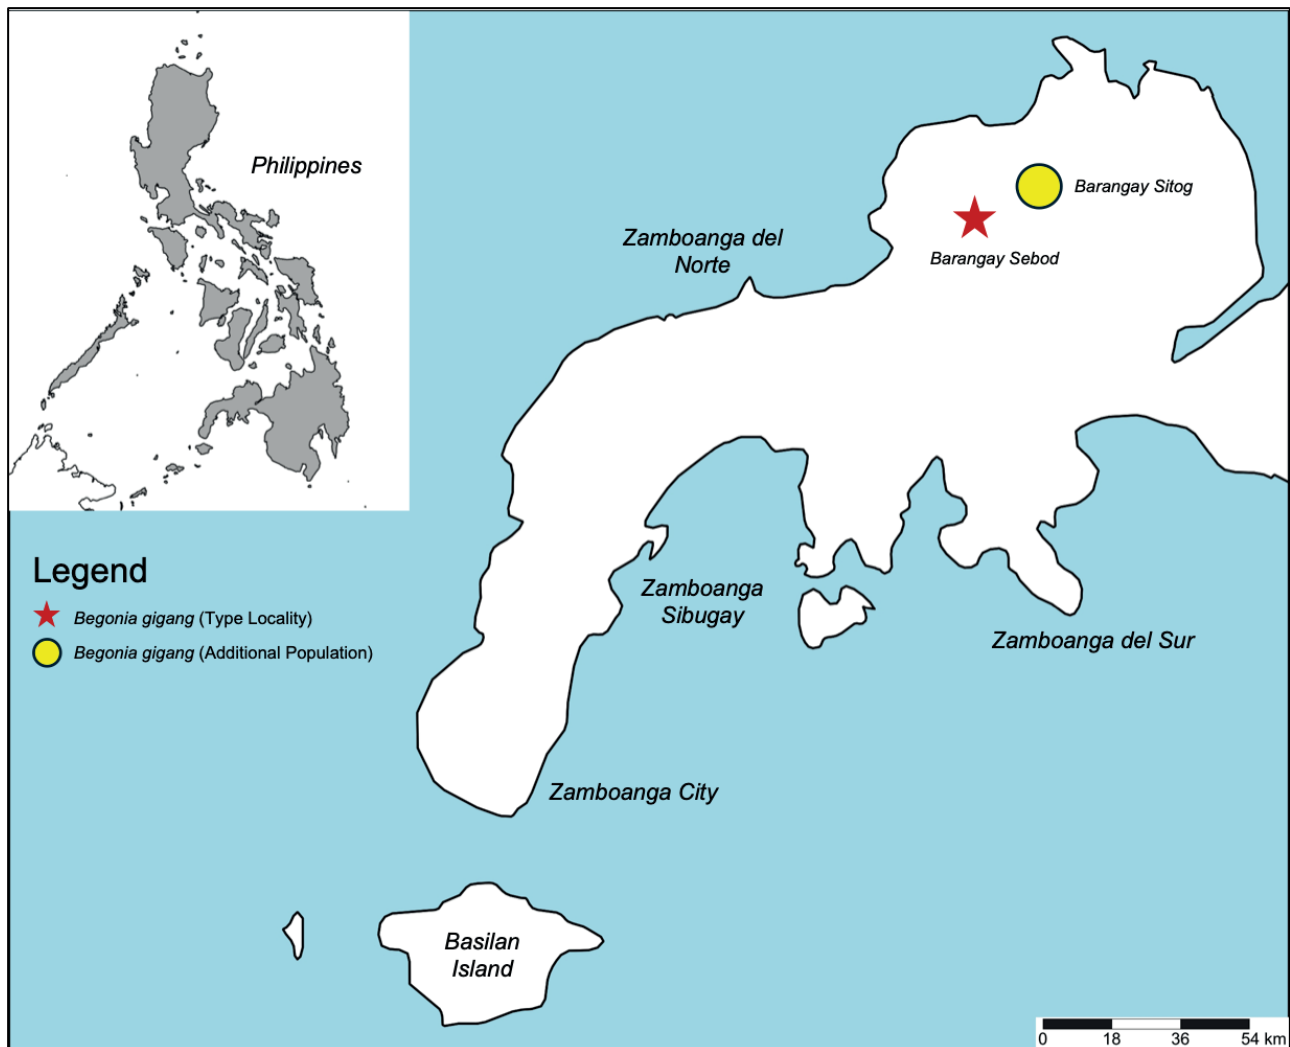 Philippines
Barangay Sitog
Zamboanga del
Norte
Barangay Sebod
Legend
Begonia gigang (Type Locality)
Begonia gigang (Additional Population)
Zamboanga
Sibugay
Zamboanga del Sur
Zamboanga City
Basilan
Island
0 18 36 54 km